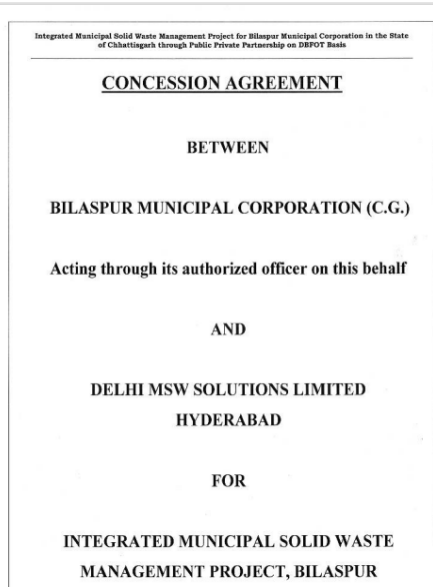 Integrated Municipal Solid Waste Management Project for Bilaspur Municipal Corporation in the State
of Chhattisgarh through Public Private Partnership on DBFOT Basis
CONCESSION AGREEMENT
BETWEEN
BILASPUR MUNICIPAL CORPORATION (C.G.)
Acting through its authorized officer on this behalf
AND
DELHI MSW SOLUTIONS LIMITED
HYDERABAD
FOR
INTEGRATED MUNICIPAL SOLID WASTE
MANAGEMENT PROJECT, BILASPUR